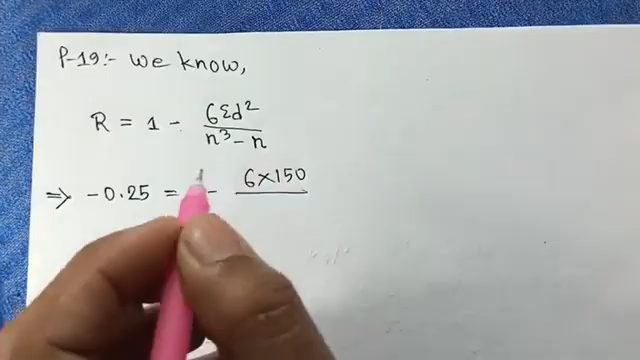 P-19:- We know,
R = 1 - 6Σd² / n³ - n
⇒ -0.25 = - 6×150